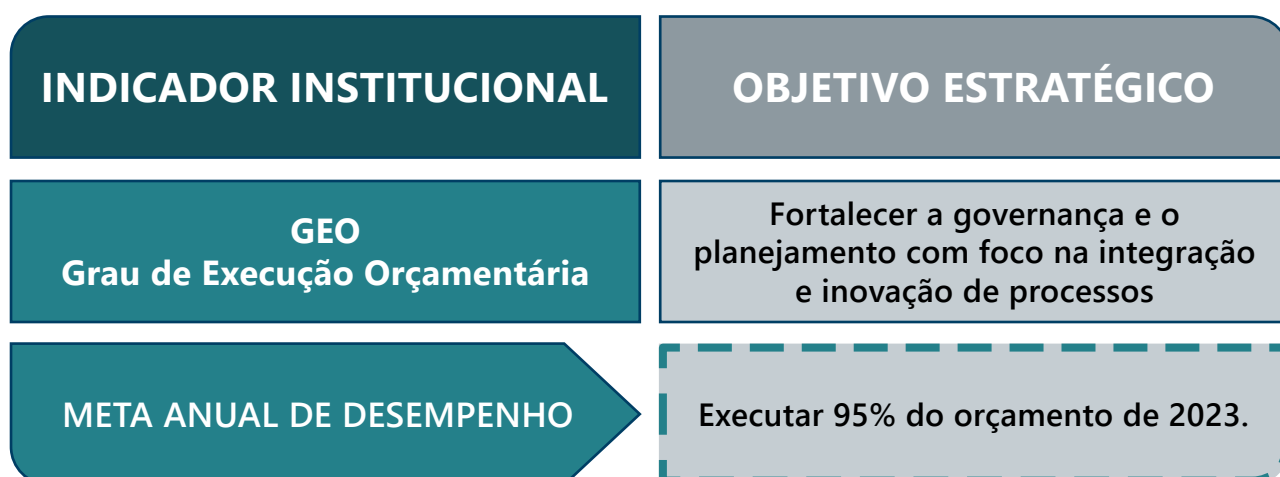 INDICADOR INSTITUCIONAL
OBJETIVO ESTRATÉGICO
GEO
Grau de Execução Orçamentária
Fortalecer a governança e o
planejamento com foco na integração
e inovação de processos
META ANUAL DE DESEMPENHO
Executar 95% do orçamento de 2023.